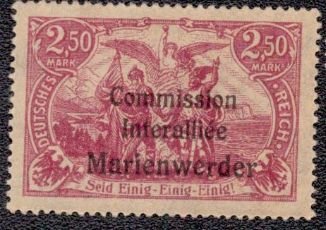 2,50 2,50
MARK MARK
DEUTSCHES REICH
Commission
Interalliée
Marienwerder
Seid Einig-Einig-Einig!